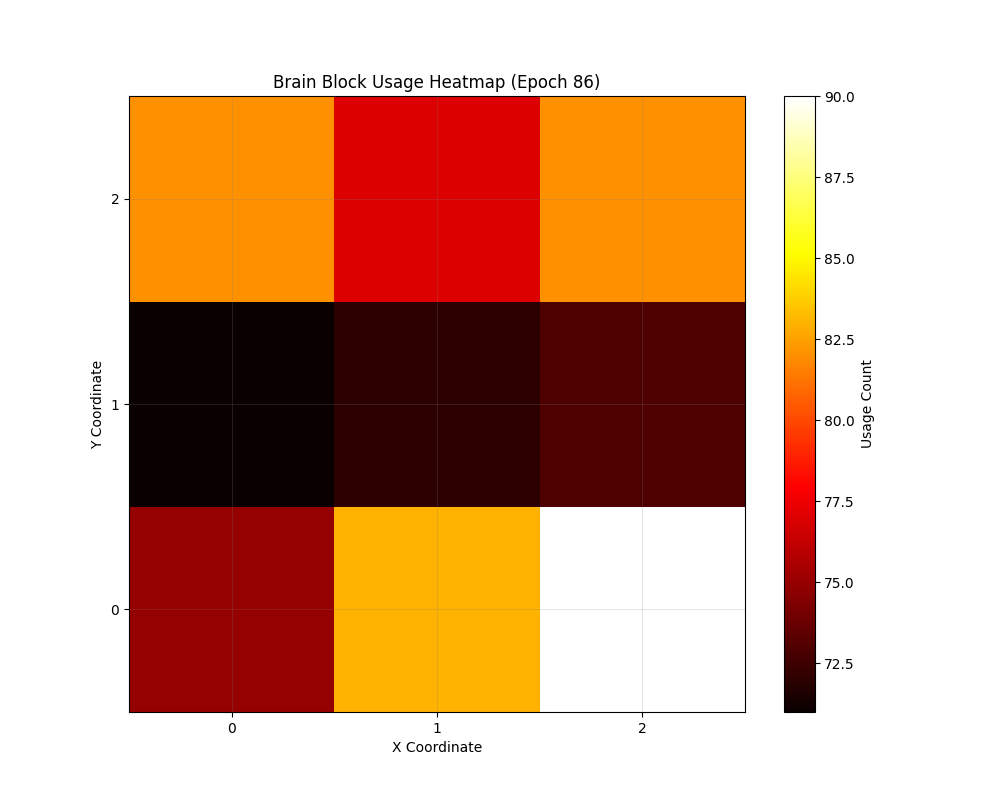 Brain Block Usage Heatmap (Epoch 86)
90.0
87.5
85.0
82.5
80.0
77.5
75.0
72.5
Usage Count
2
1
0
Y Coordinate
0 1 2
X Coordinate